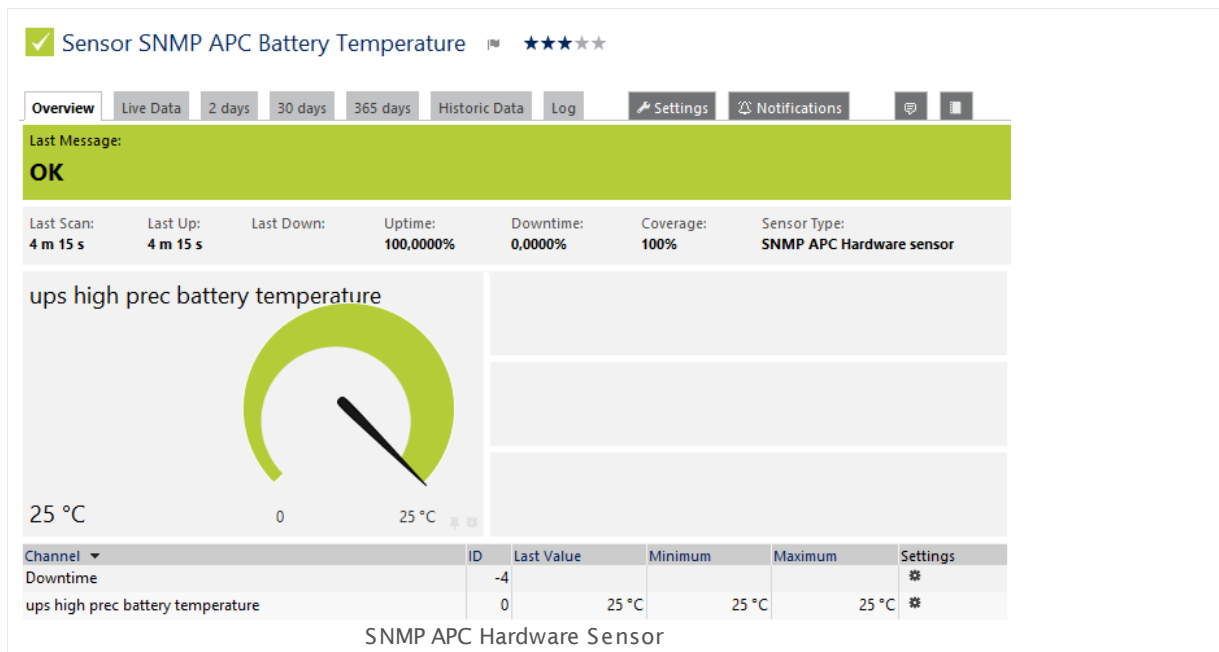 Sensor SNMP APC Battery Temperature
Overview Live Data 2 days 30 days 365 days Historic Data Log Settings Notifications
Last Message:
OK
Last Scan: Last Up: Last Down: Uptime: Downtime: Coverage: Sensor Type:
4 m 15 s 4 m 15 s 100,0000% 0,0000% 100% SNMP APC Hardware sensor
ups high prec battery temperature
25 °C 0 25 °C
Channel ID Last Value Minimum Maximum Settings
Downtime -4
ups high prec battery temperature 0 25 °C 25 °C 25 °C
SNMP APC Hardware Sensor